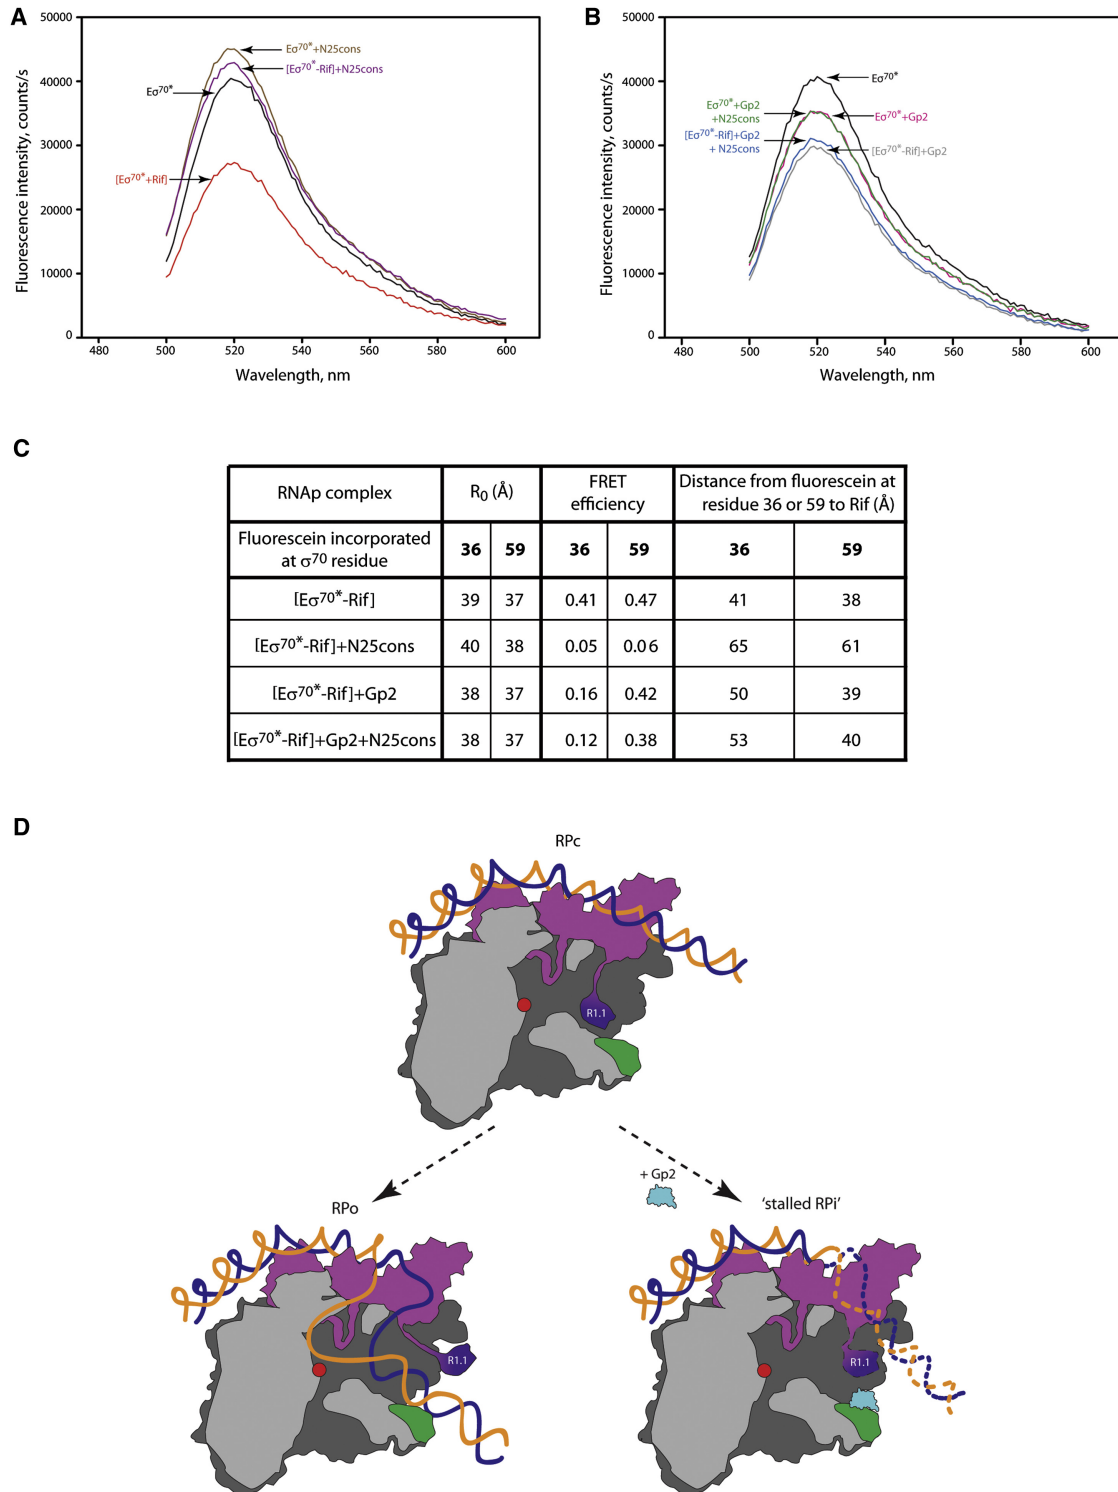 A
Fluorescence intensity, counts/s
50000
40000
30000
20000
10000
0
480 500 520 540 560 580 600
Wavelength, nm
Eσ70*+N25cons
[Eσ70*-Rif]+N25cons
Eσ70*
[Eσ70*+Rif]
B
Fluorescence intensity, counts/s
50000
40000
30000
20000
10000
0
480 500 520 540 560 580 600
Wavelength, nm
Eσ70*
Eσ70*+Gp2
+N25cons
Eσ70*+Gp2
[Eσ70*-Rif]+Gp2
+ N25cons
[Eσ70*-Rif]+Gp2
C
RNAp complex
R0 (Å)
FRET
efficiency
Distance from fluorescein at
residue 36 or 59 to Rif (Å)
Fluorescein incorporated
at σ70 residue
36 59 36 59 36 59
[Eσ70*-Rif] 39 37 0.41 0.47 41 38
[Eσ70*-Rif]+N25cons 40 38 0.05 0.06 65 61
[Eσ70*-Rif]+Gp2 38 37 0.16 0.42 50 39
[Eσ70*-Rif]+Gp2+N25cons 38 37 0.12 0.38 53 40
D
RPc
R1.1
+ Gp2
RPo
'stalled RPi'
R1.1
R1.1